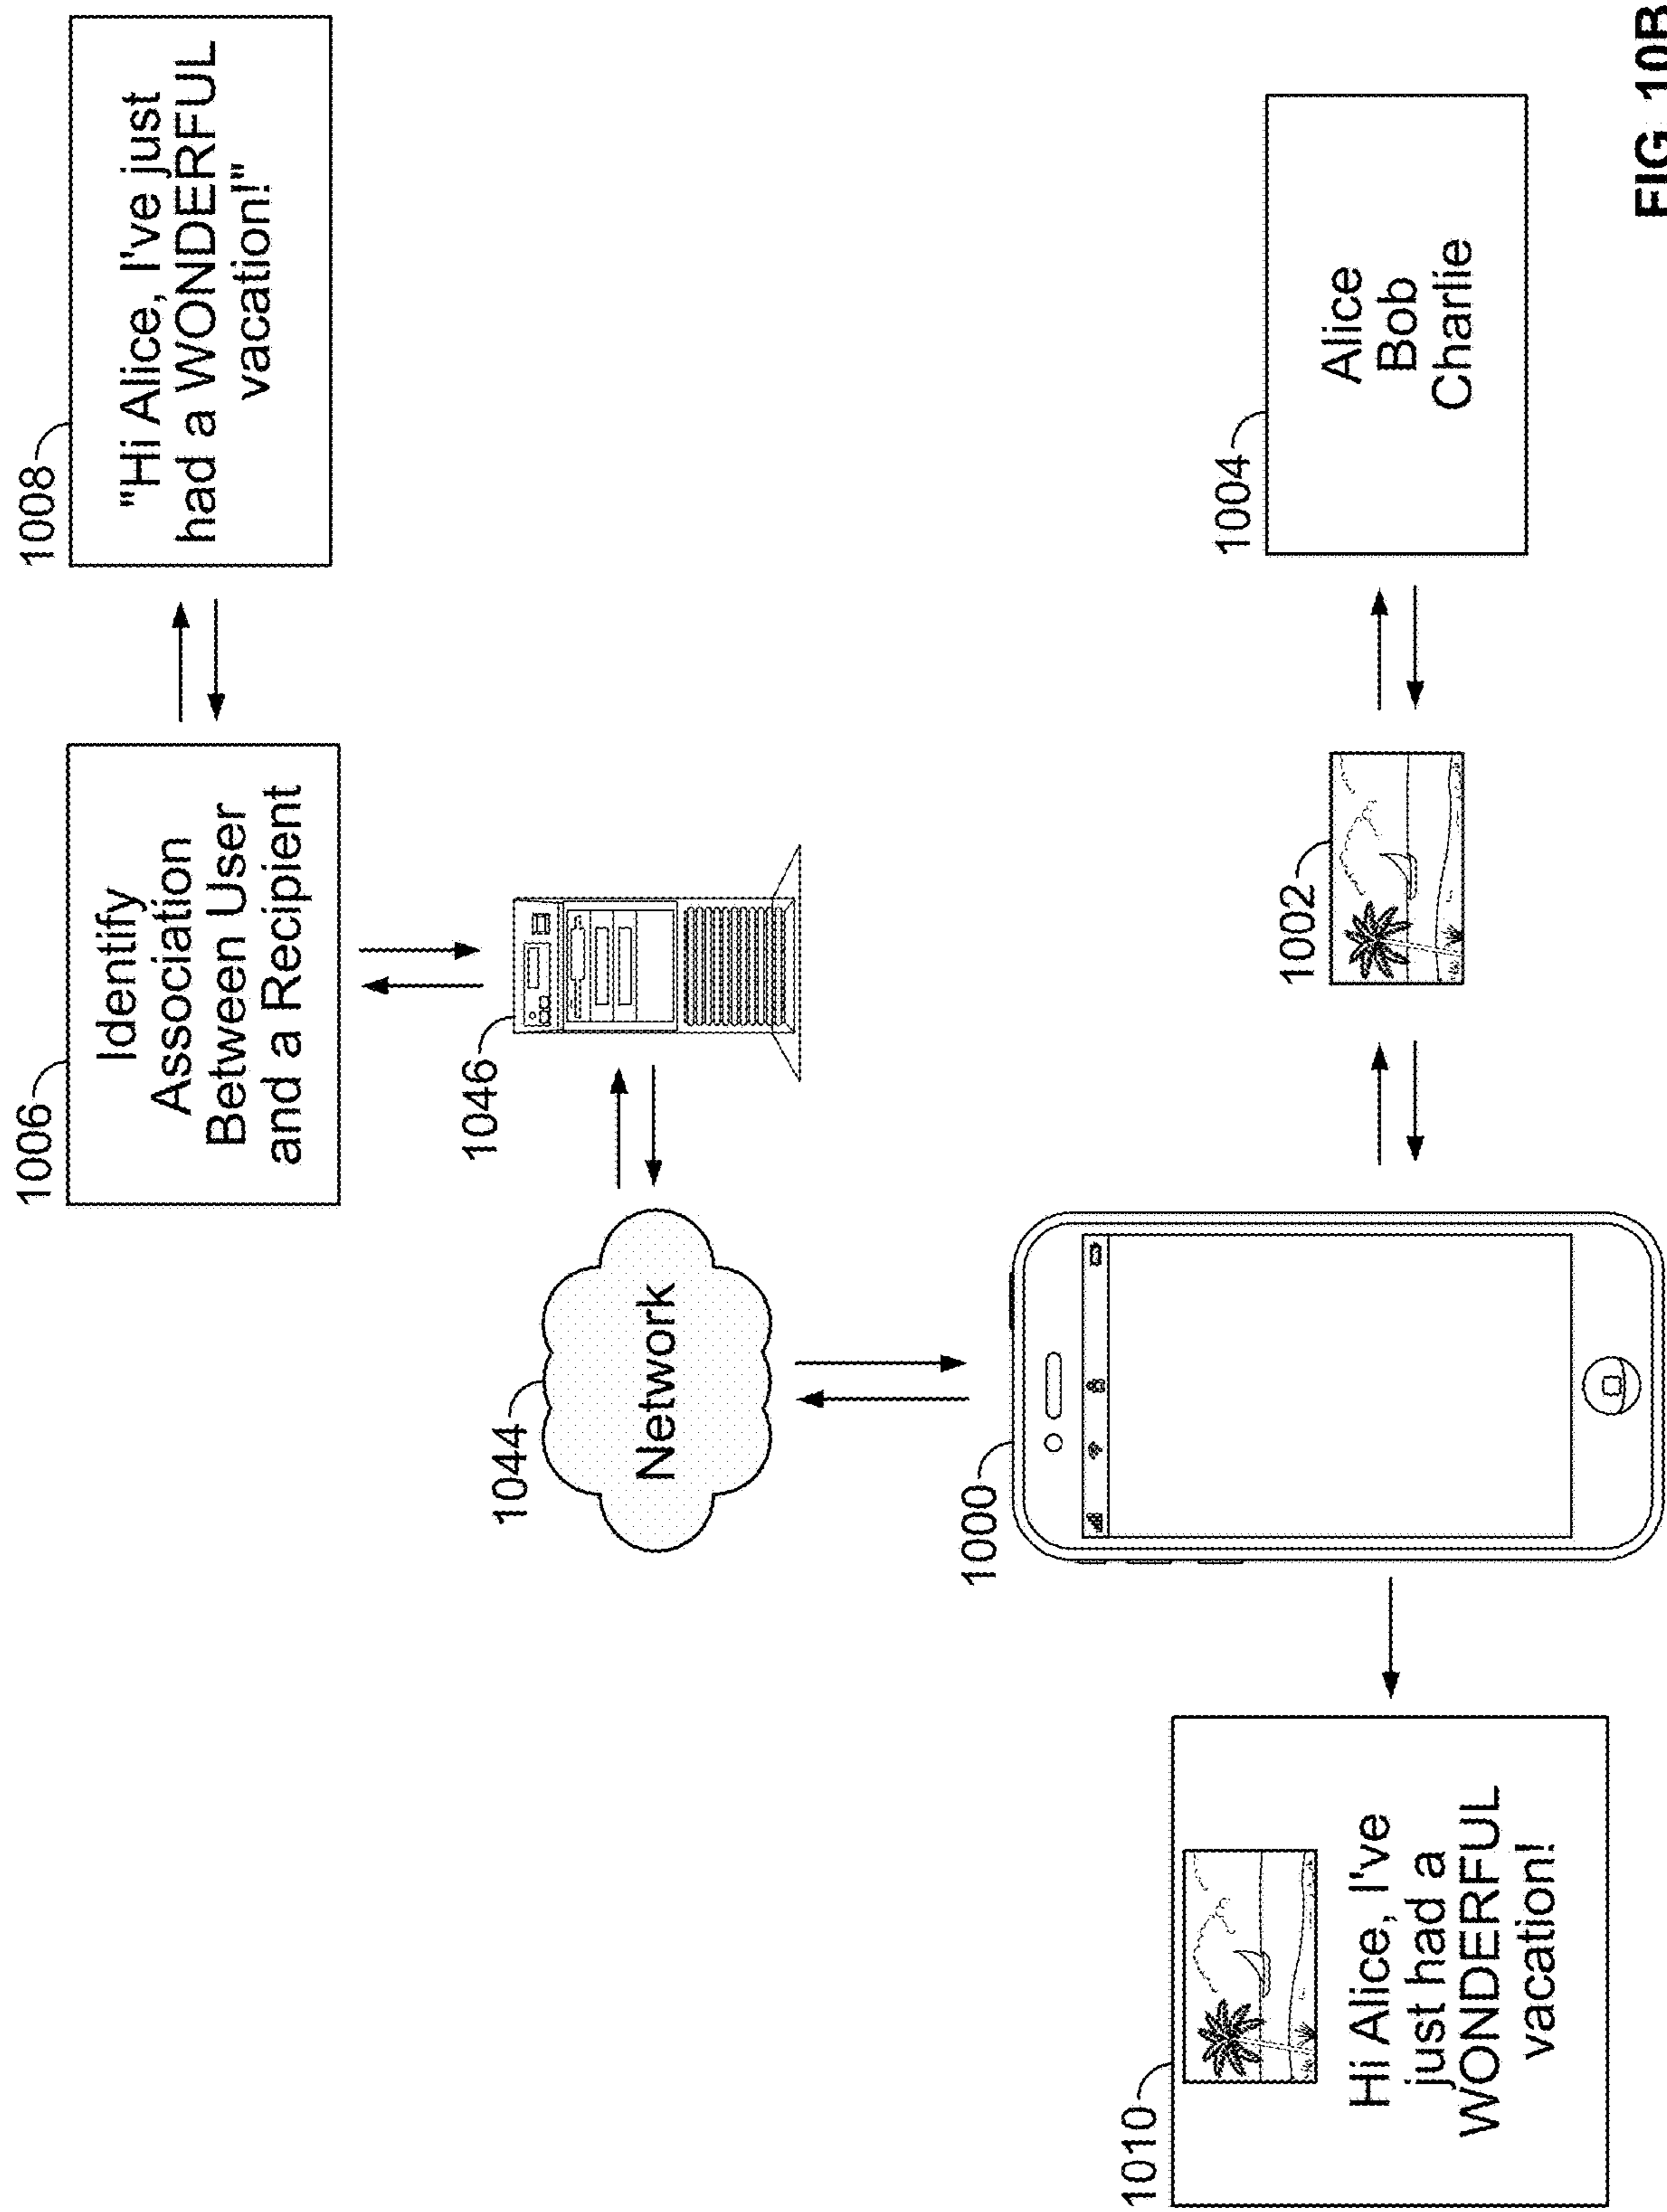 1008
"Hi Alice, I've just
had a WONDERFUL
vacation!"
1006
Identify
Association
Between User
and a Recipient
1046
1044
Network
1000
1002
1004
Alice
Bob
Charlie
1010
Hi Alice, I've
just had a
WONDERFUL
vacation!
FIG. 10B